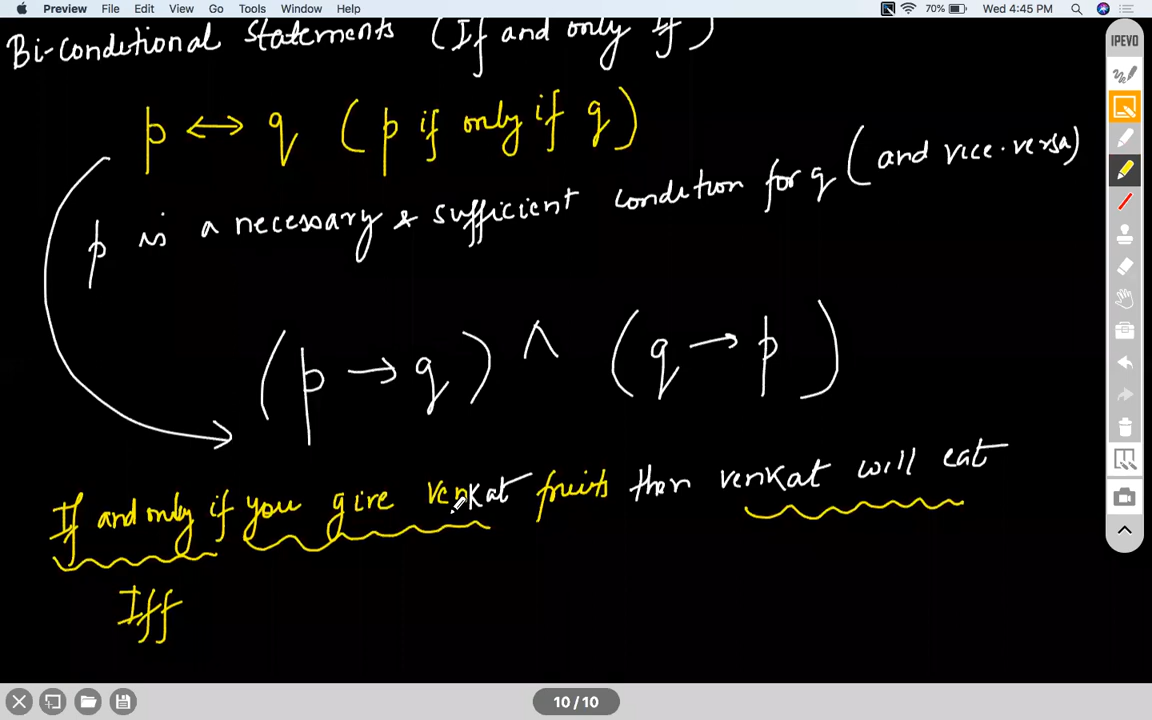 Preview File Edit View Go Tools Window Help 70% Wed 4:45 PM
IPEVO
Bi-Conditional Statements (If and only If)
p ↔ q (p if only if q)
p is a necessary & sufficient condition for q (and vice-versa)
(p → q) ∧ (q → p)
If and only if you give venkat fruits then venkat will eat
Iff
10/10